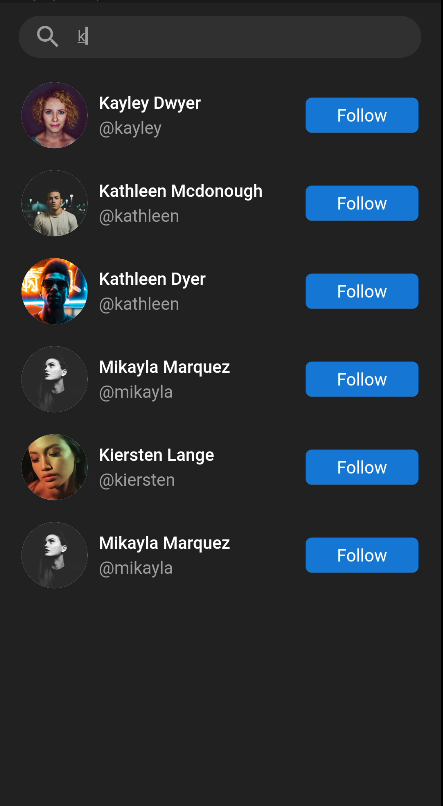 k
Kayley Dwyer
@kayley
Follow
Kathleen Mcdonough
@kathleen
Follow
Kathleen Dyer
@kathleen
Follow
Mikayla Marquez
@mikayla
Follow
Kiersten Lange
@kiersten
Follow
Mikayla Marquez
@mikayla
Follow